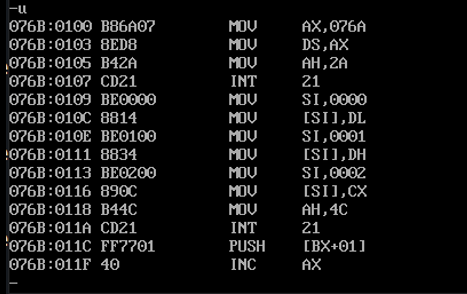 -u
076B:0100 B86A07 MOV AX,076A
076B:0103 8ED8 MOV DS,AX
076B:0105 B42A MOV AH,2A
076B:0107 CD21 INT 21
076B:0109 BE0000 MOV SI,0000
076B:010C 8814 MOV [SI],DL
076B:010E BE0100 MOV SI,0001
076B:0111 8834 MOV [SI],DH
076B:0113 BE0200 MOV SI,0002
076B:0116 890C MOV [SI],CX
076B:0118 B44C MOV AH,4C
076B:011A CD21 INT 21
076B:011C FF7701 PUSH [BX+01]
076B:011F 40 INC AX
-